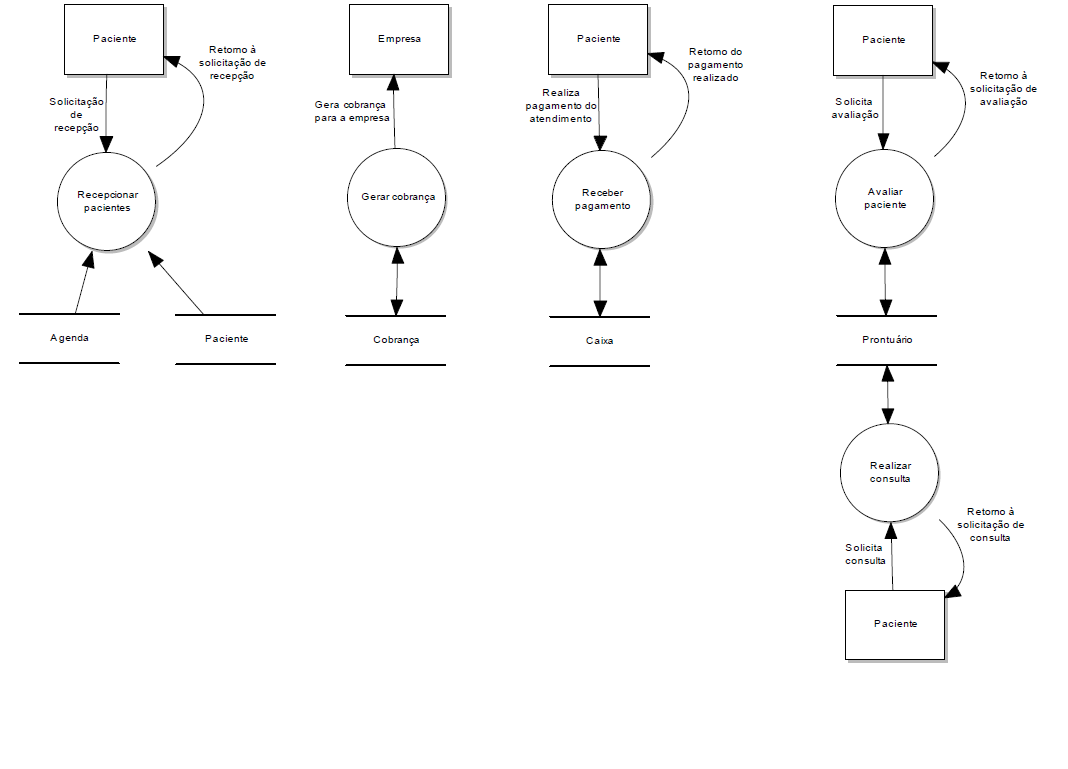 Paciente
Retorno à
solicitação de
recepção
Solicitação
de
recepção
Recepcionar
pacientes
Agenda
Paciente
Empresa
Gera cobrança
para a empresa
Gerar cobrança
Cobrança
Paciente
Retorno do
pagamento
realizado
Realiza
pagamento do
atendimento
Receber
pagamento
Caixa
Paciente
Retorno à
solicitação de
avaliação
Solicita
avaliação
Avaliar
paciente
Prontuário
Realizar
consulta
Retorno à
solicitação de
consulta
Solicita
consulta
Paciente